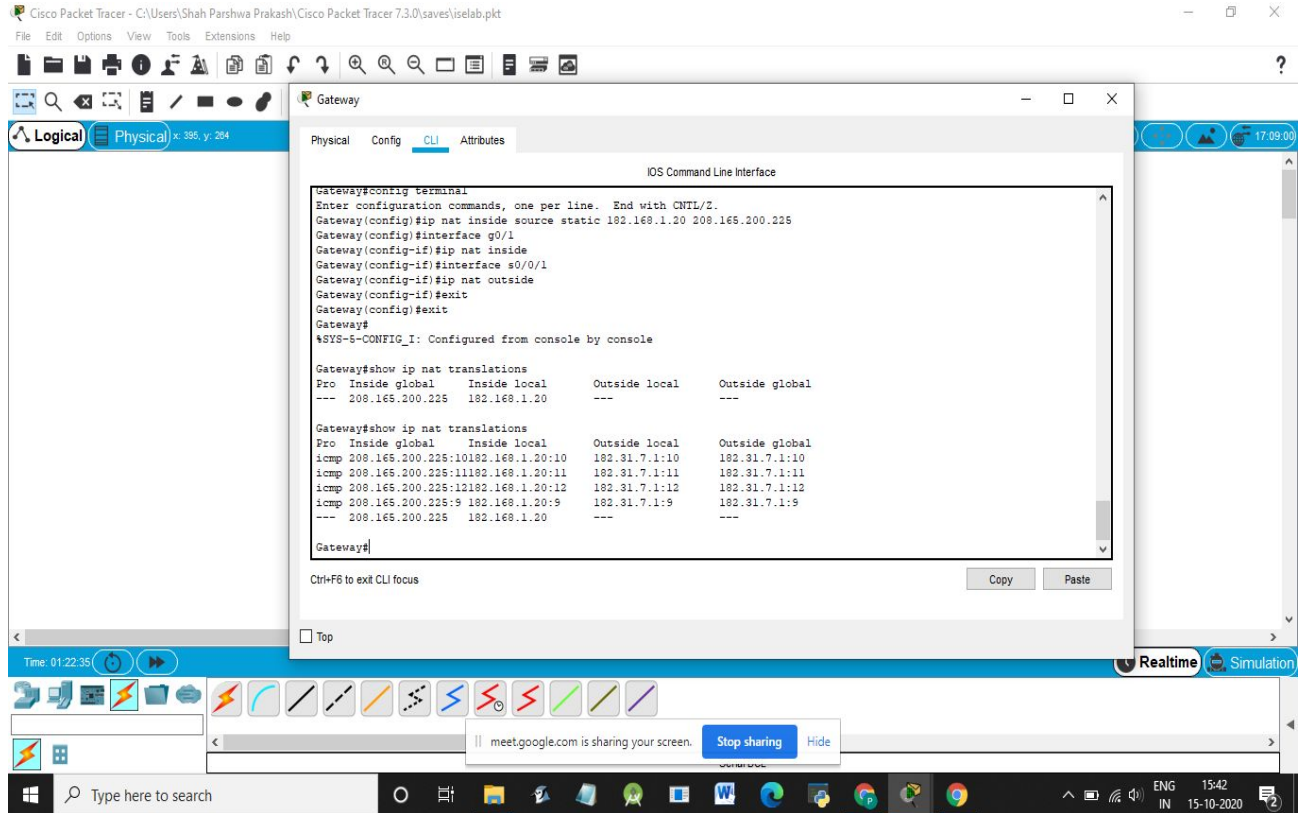 Cisco Packet Tracer - C:\Users\Shah Parshwa Prakash\Cisco Packet Tracer 7.3.0\saves\iselab.pkt
File Edit Options View Tools Extensions Help
?
Gateway
Logical
Physical
x: 395, y: 264
17:09:00
Physical Config CLI Attributes
IOS Command Line Interface
Gateway#config terminal
Enter configuration commands, one per line.  End with CNTL/Z.
Gateway(config)#ip nat inside source static 182.168.1.20 208.165.200.225
Gateway(config)#interface g0/1
Gateway(config-if)#ip nat inside
Gateway(config-if)#interface s0/0/1
Gateway(config-if)#ip nat outside
Gateway(config-if)#exit
Gateway(config)#exit
Gateway#
%SYS-5-CONFIG_I: Configured from console by console
Gateway#show ip nat translations
Pro  Inside global     Inside local       Outside local      Outside global
---  208.165.200.225   182.168.1.20       ---                ---
Gateway#show ip nat translations
Pro  Inside global     Inside local       Outside local      Outside global
icmp 208.165.200.225:10182.168.1.20:10    182.31.7.1:10      182.31.7.1:10
icmp 208.165.200.225:11182.168.1.20:11    182.31.7.1:11      182.31.7.1:11
icmp 208.165.200.225:12182.168.1.20:12    182.31.7.1:12      182.31.7.1:12
icmp 208.165.200.225:9 182.168.1.20:9     182.31.7.1:9       182.31.7.1:9
---  208.165.200.225   182.168.1.20       ---                ---
Gateway#
Ctrl+F6 to exit CLI focus
Copy
Paste
Top
Time: 01:22:35
Realtime
Simulation
meet.google.com is sharing your screen.
Stop sharing
Hide
Type here to search
ENG
IN
15:42
15-10-2020
2